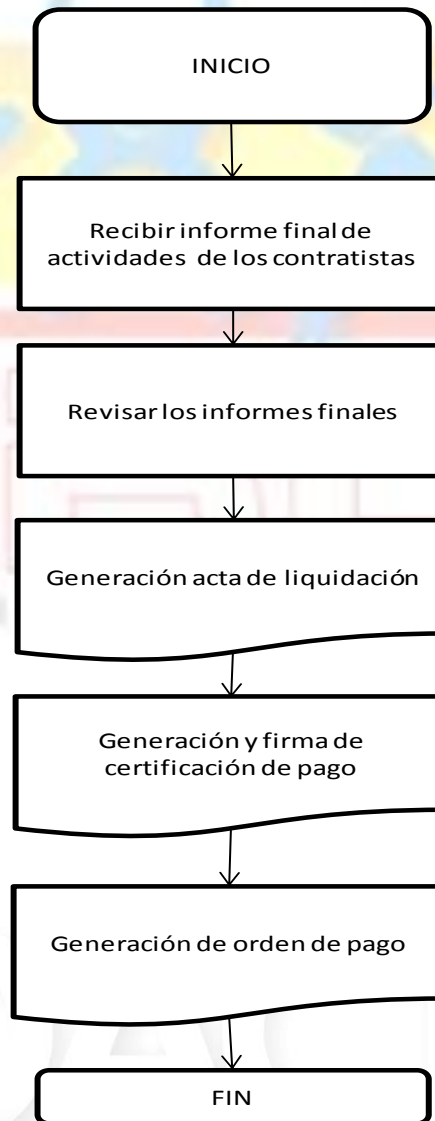 INICIO
Recibir informe final de
actividades de los contratistas
Revisar los informes finales
Generación acta de liquidación
Generación y firma de
certificación de pago
Generación de orden de pago
FIN